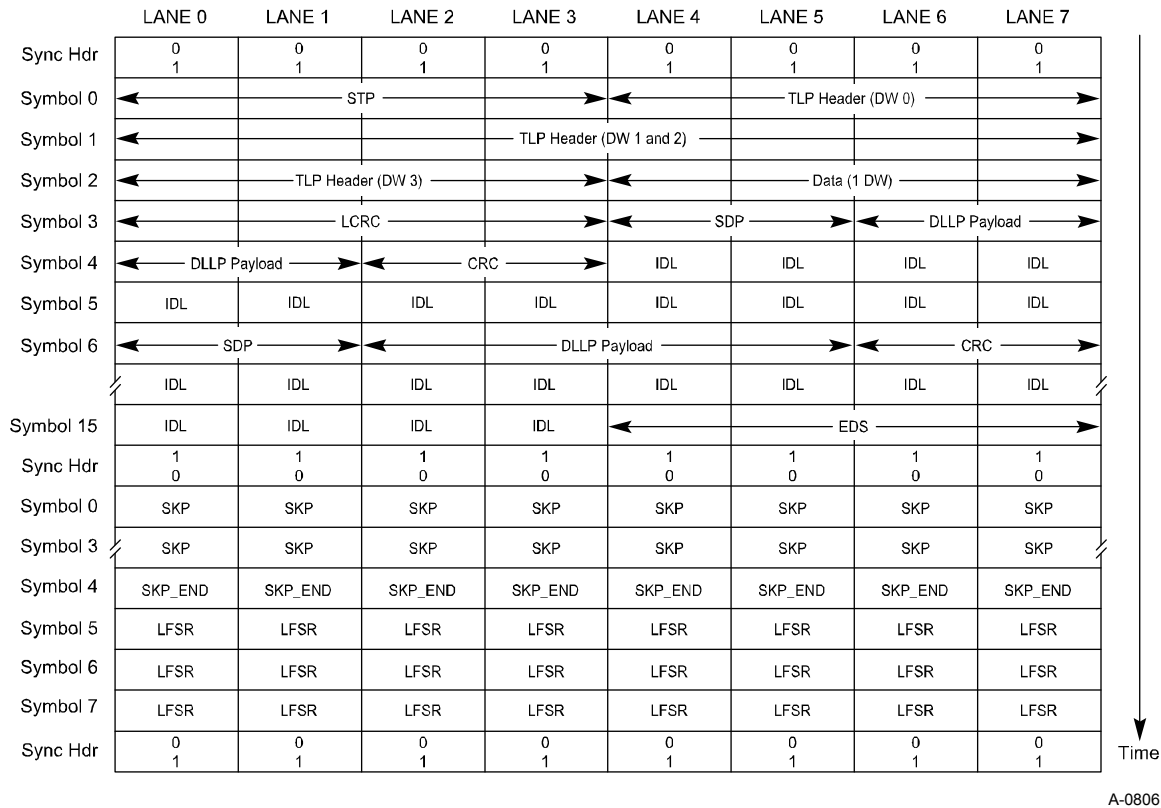 LANE 0 LANE 1 LANE 2 LANE 3 LANE 4 LANE 5 LANE 6 LANE 7
Sync Hdr 0 0 0 0 0 0 0 0
1 1 1 1 1 1 1 1
Symbol 0 STP TLP Header (DW 0)
Symbol 1 TLP Header (DW 1 and 2)
Symbol 2 TLP Header (DW 3) Data (1 DW)
Symbol 3 LCRC SDP DLLP Payload
Symbol 4 DLLP Payload CRC IDL IDL IDL IDL
Symbol 5 IDL IDL IDL IDL IDL IDL IDL IDL
Symbol 6 SDP DLLP Payload CRC
IDL IDL IDL IDL IDL IDL IDL IDL
Symbol 15 IDL IDL IDL IDL EDS
Sync Hdr 1 1 1 1 1 1 1 1
0 0 0 0 0 0 0 0
Symbol 0 SKP SKP SKP SKP SKP SKP SKP SKP
Symbol 3 SKP SKP SKP SKP SKP SKP SKP SKP
Symbol 4 SKP_END SKP_END SKP_END SKP_END SKP_END SKP_END SKP_END SKP_END
Symbol 5 LFSR LFSR LFSR LFSR LFSR LFSR LFSR LFSR
Symbol 6 LFSR LFSR LFSR LFSR LFSR LFSR LFSR LFSR
Symbol 7 LFSR LFSR LFSR LFSR LFSR LFSR LFSR LFSR
Sync Hdr 0 0 0 0 0 0 0 0
1 1 1 1 1 1 1 1
Time
A-0806